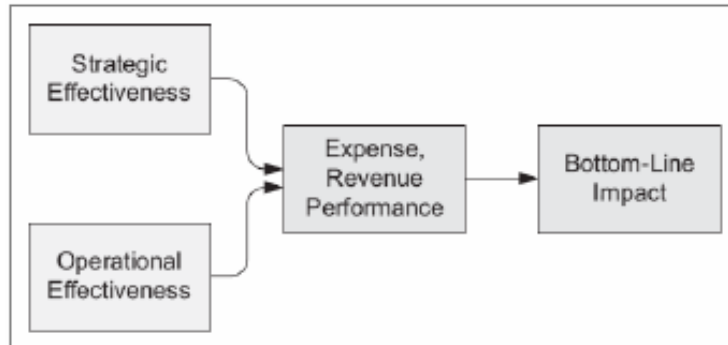 Strategic
Effectiveness
Expense,
Revenue
Performance
Bottom-Line
Impact
Operational
Effectiveness